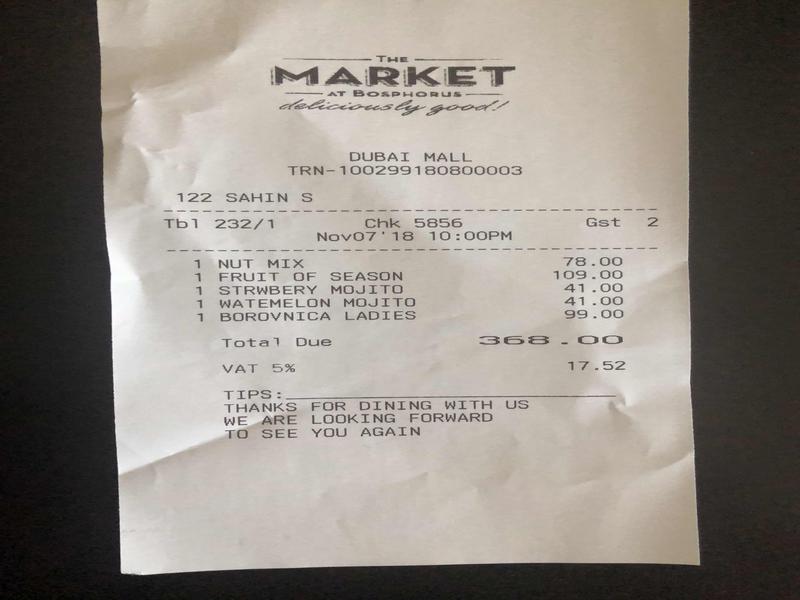 THE
MARKET
AT BOSPHORUS
deliciously good!
DUBAI MALL
TRN-100299180800003
122 SAHIN S
Tbl 232/1 Chk 5856 Gst 2
Nov07'18 10:00PM
1 NUT MIX 78.00
1 FRUIT OF SEASON 109.00
1 STRWBERY MOJITO 41.00
1 WATEMELON MOJITO 41.00
1 BOROVNICA LADIES 99.00
Total Due 368.00
VAT 5% 17.52
TIPS:
THANKS FOR DINING WITH US
WE ARE LOOKING FORWARD
TO SEE YOU AGAIN